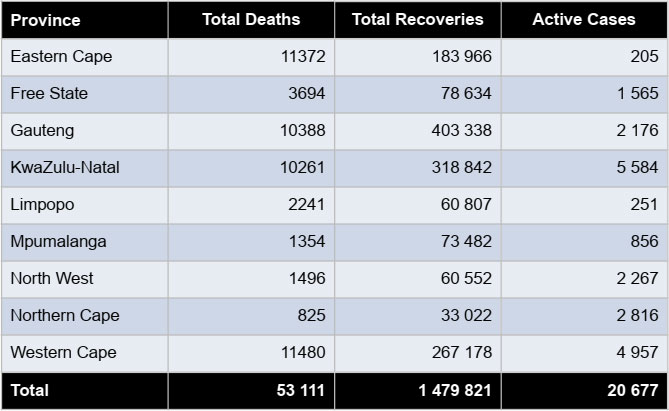 Province Total Deaths Total Recoveries Active Cases
Eastern Cape 11372 183 966 205
Free State 3694 78 634 1 565
Gauteng 10388 403 338 2 176
KwaZulu-Natal 10261 318 842 5 584
Limpopo 2241 60 807 251
Mpumalanga 1354 73 482 856
North West 1496 60 552 2 267
Northern Cape 825 33 022 2 816
Western Cape 11480 267 178 4 957
Total 53 111 1 479 821 20 677